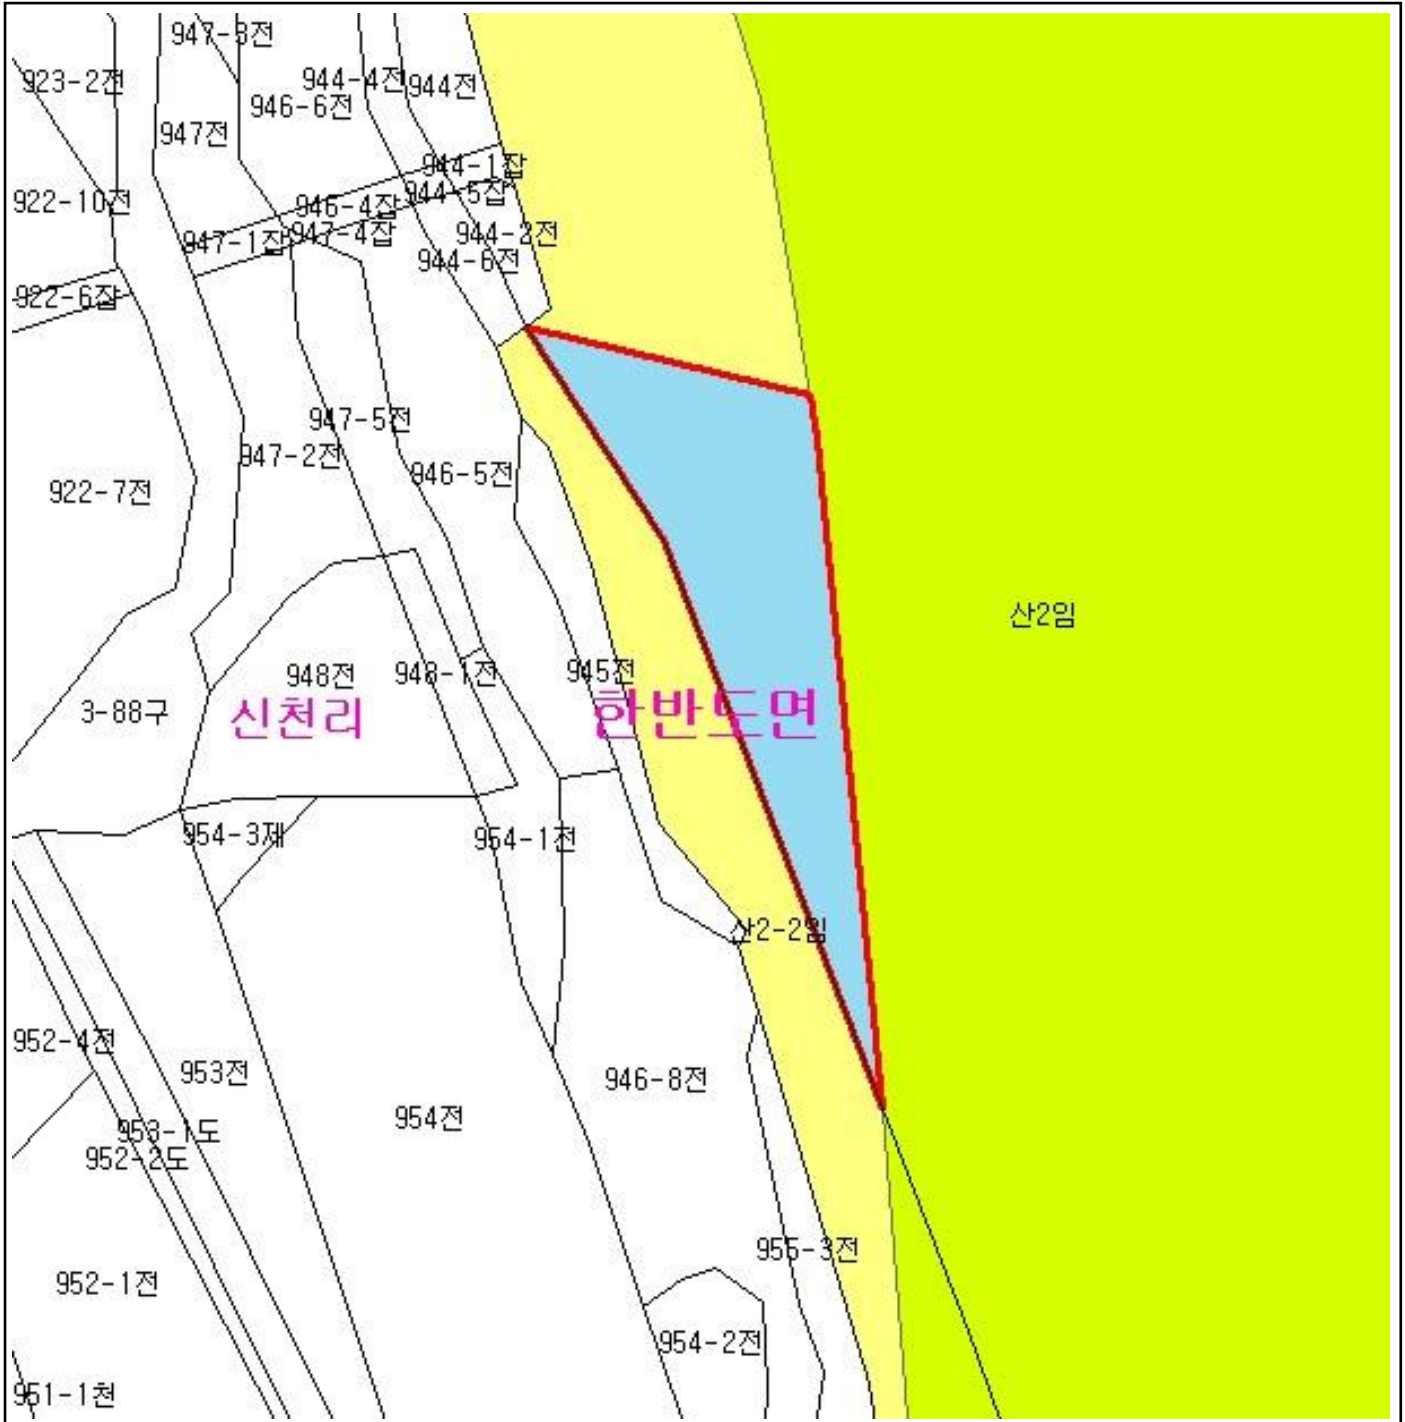 947-3전
923-2전
944-4전
944전
946-6전
947전
944-1잡
944-5잡
922-10전
946-4잡
947-1잡
947-4잡
944-2전
944-6전
922-6잡
947-5전
947-2전
946-5전
922-7전
산2임
948전
948-1전
945전
3-88구
신천리
한반도면
954-3제
954-1전
산2-2임
952-4전
953전
946-8전
954전
953-1도
952-2도
955-3전
952-1전
954-2전
951-1천